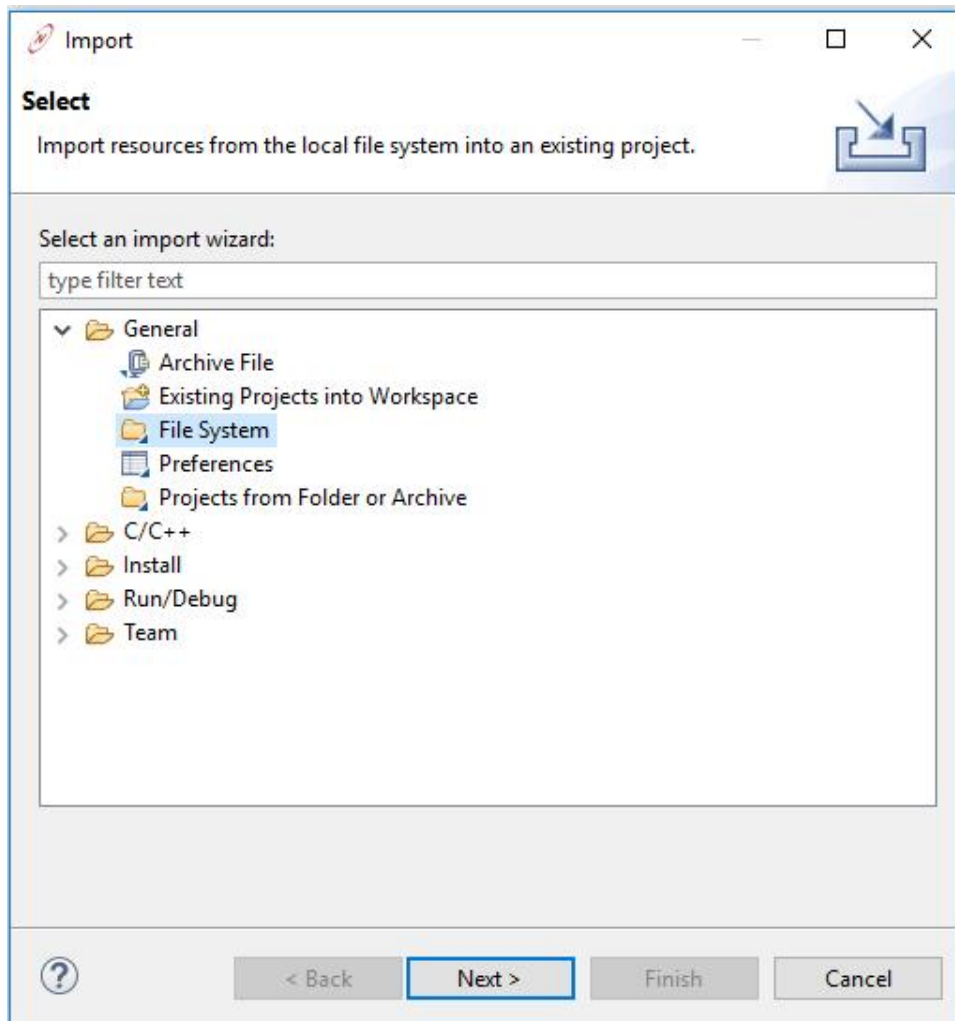 Import
Select
Import resources from the local file system into an existing project.
Select an import wizard:
type filter text
General
Archive File
Existing Projects into Workspace
File System
Preferences
Projects from Folder or Archive
C/C++
Install
Run/Debug
Team
? < Back Next > Finish Cancel